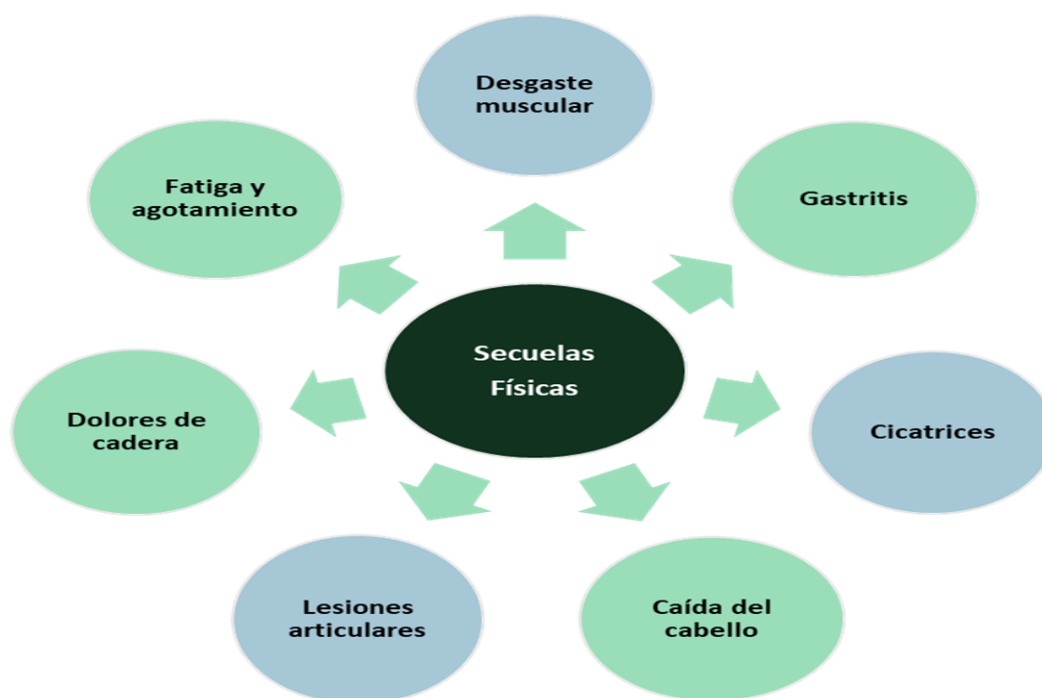 Desgaste
muscular
Gastritis
Cicatrices
Caída del
cabello
Lesiones
articulares
Dolores de
cadera
Fatiga y
agotamiento
Secuelas
Físicas